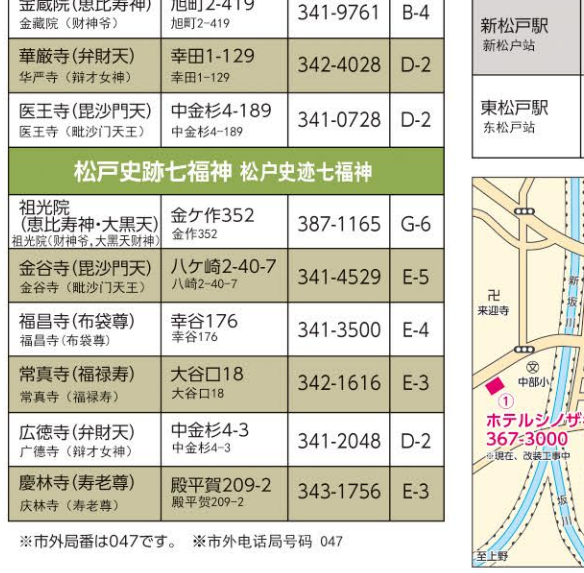 金蔵院(恵比寿神) 旭町2-419 341-9761 B-4
金藏院（财神爷） 旭町2-419
華厳寺(弁財天) 幸田1-129 342-4028 D-2
华严寺（辩才女神） 幸田1-129
医王寺(毘沙門天) 中金杉4-189 341-0728 D-2
医王寺（毗沙门天王） 中金杉4-189
松戸史跡七福神 松户史迹七福神
祖光院
(恵比寿神・大黒天) 金ケ作352 387-1165 G-6
祖光院(财神爷,大黑天财神) 金作352
金谷寺(毘沙門天) 八ケ崎2-40-7 341-4529 E-5
金谷寺（毗沙门天王） 八崎2-40-7
福昌寺(布袋尊) 幸谷176 341-3500 E-4
福昌寺(布袋尊) 幸谷176
常真寺(福禄寿) 大谷口18 342-1616 E-3
常真寺（福禄寿） 大谷口18
広徳寺(弁財天) 中金杉4-3 341-2048 D-2
广德寺（辩才女神） 中金杉4-3
慶林寺(寿老尊) 殿平賀209-2 343-1756 E-3
庆林寺（寿老尊） 殿平贺209-2
※市外局番は047です。 ※市外电话局号码 047
新松戸駅
新松户站
東松戸駅
东松户站
新坂川
卍
来迎寺
文
中部小
①
ホテルシノザキ
367-3000
※現在、改装工事中
坂川
至上野